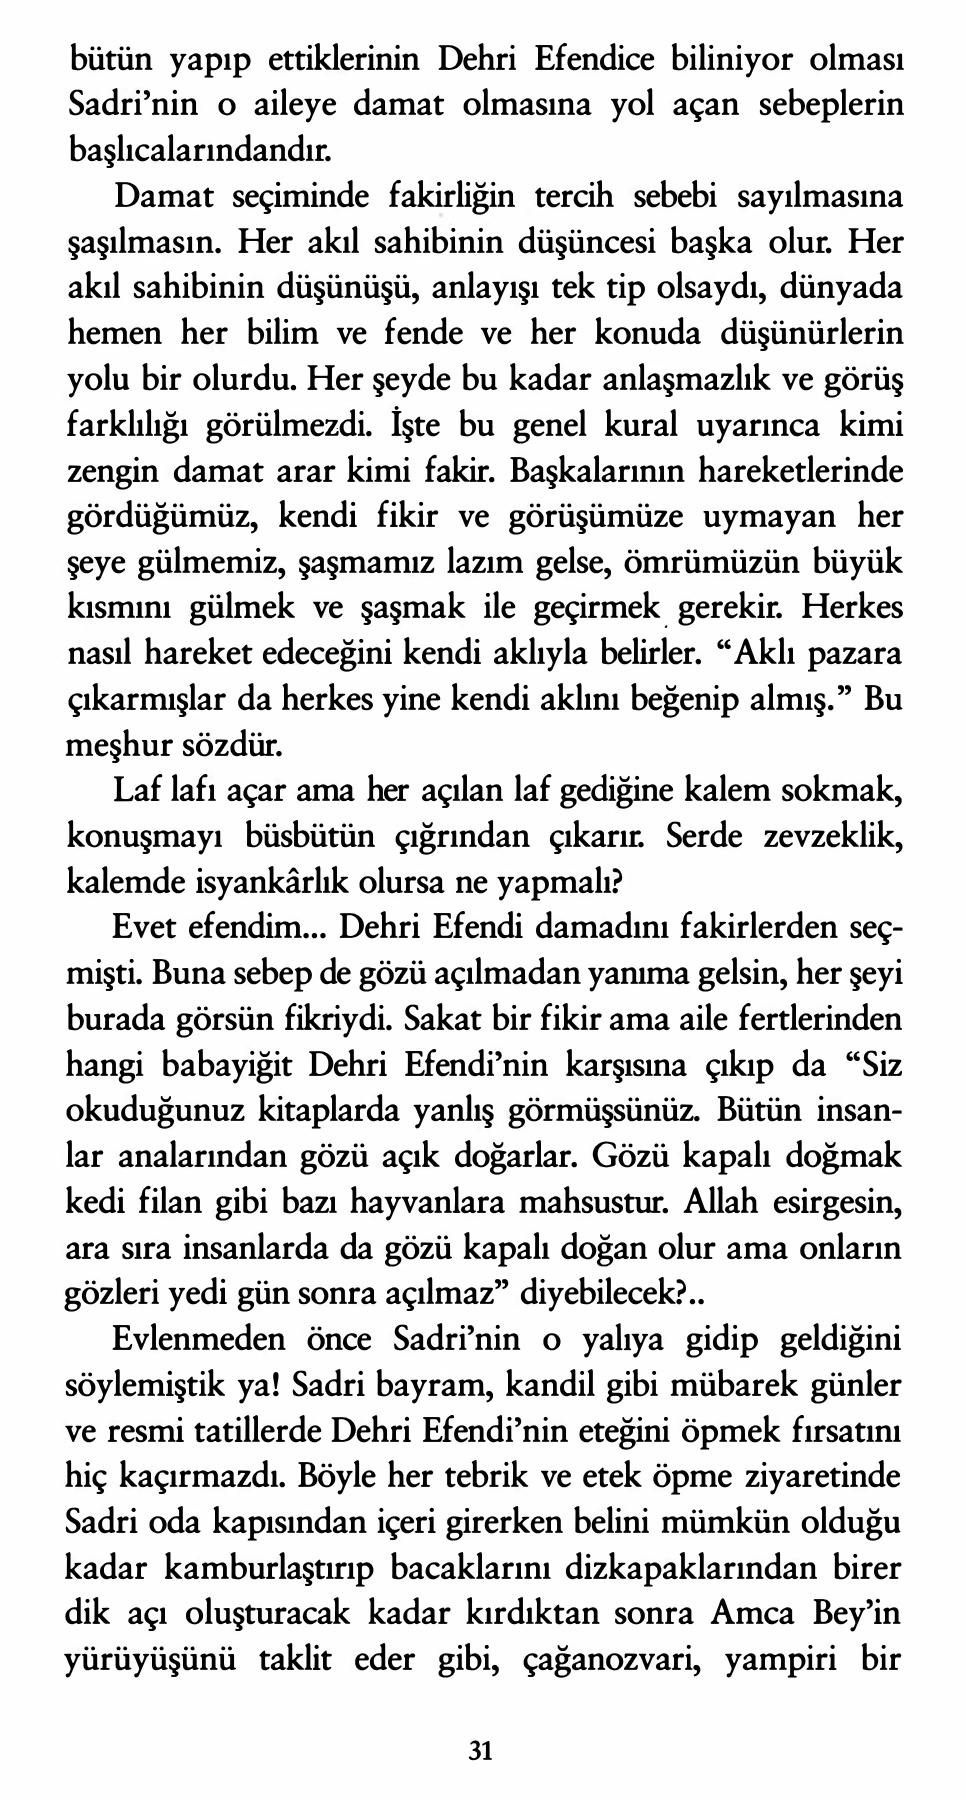 bütün yapıp ettiklerinin Dehri Efendice biliniyor olması
Sadri’nin o aileye damat olmasına yol açan sebeplerin
başlıcalarındandır.
Damat seçiminde fakirliğin tercih sebebi sayılmasına
şaşılmasın. Her akıl sahibinin düşüncesi başka olur. Her
akıl sahibinin düşünüşü, anlayışı tek tip olsaydı, dünyada
hemen her bilim ve fende ve her konuda düşünürlerin
yolu bir olurdu. Her şeyde bu kadar anlaşmazlık ve görüş
farklılığı görülmezdi. İşte bu genel kural uyarınca kimi
zengin damat arar kimi fakir. Başkalarının hareketlerinde
gördüğümüz, kendi fikir ve görüşümüze uymayan her
şeye gülmemiz, şaşmamız lazım gelse, ömrümüzün büyük
kısmını gülmek ve şaşmak ile geçirmek gerekir. Herkes
nasıl hareket edeceğini kendi aklıyla belirler. “Aklı pazara
çıkarmışlar da herkes yine kendi aklını beğenip almış.” Bu
meşhur sözdür.
Laf lafı açar ama her açılan laf gediğine kalem sokmak,
konuşmayı büsbütün çığrından çıkarır. Serde zevzeklik,
kalemde isyankârlık olursa ne yapmalı?
Evet efendim... Dehri Efendi damadını fakirlerden seç-
mişti. Buna sebep de gözü açılmadan yanıma gelsin, her şeyi
burada görsün fikriydi. Sakat bir fikir ama aile fertlerinden
hangi babayiğit Dehri Efendi’nin karşısına çıkıp da “Siz
okuduğunuz kitaplarda yanlış görmüşsünüz. Bütün insan-
lar analarından gözü açık doğarlar. Gözü kapalı doğmak
kedi filan gibi bazı hayvanlara mahsustur. Allah esirgesin,
ara sıra insanlarda da gözü kapalı doğan olur ama onların
gözleri yedi gün sonra açılmaz” diyebilecek?..
Evlenmeden önce Sadri’nin o yalıya gidip geldiğini
söylemiştik ya! Sadri bayram, kandil gibi mübarek günler
ve resmi tatillerde Dehri Efendi’nin eteğini öpmek fırsatını
hiç kaçırmazdı. Böyle her tebrik ve etek öpme ziyaretinde
Sadri oda kapısından içeri girerken belini mümkün olduğu
kadar kamburlaştırıp bacaklarını dizkapaklarından birer
dik açı oluşturacak kadar kırdıktan sonra Amca Bey’in
yürüyüşünü taklit eder gibi, çağanozvari, yampiri bir
31